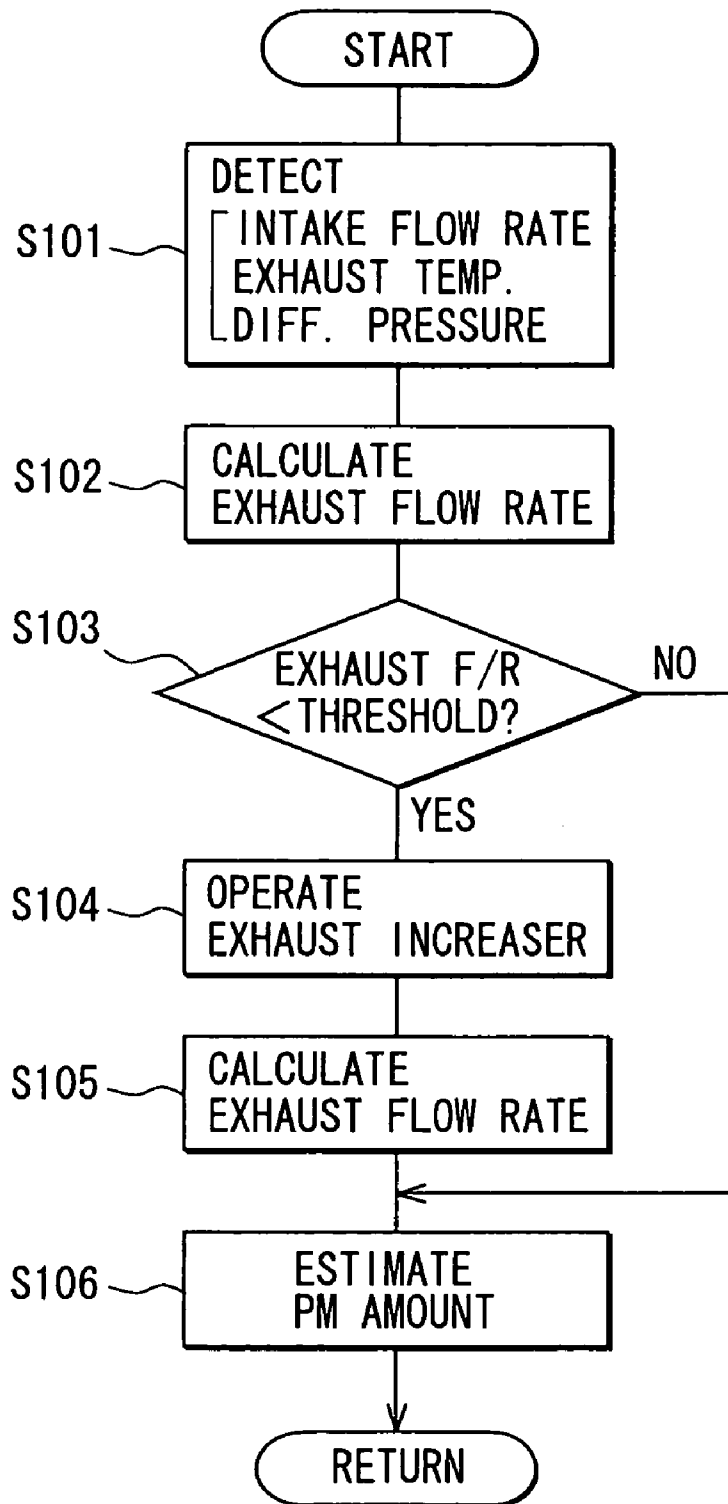 START
S101
DETECT
INTAKE FLOW RATE
EXHAUST TEMP.
DIFF. PRESSURE
S102
CALCULATE
EXHAUST FLOW RATE
S103
EXHAUST F/R
< THRESHOLD?
NO
YES
S104
OPERATE
EXHAUST INCREASER
S105
CALCULATE
EXHAUST FLOW RATE
S106
ESTIMATE
PM AMOUNT
RETURN